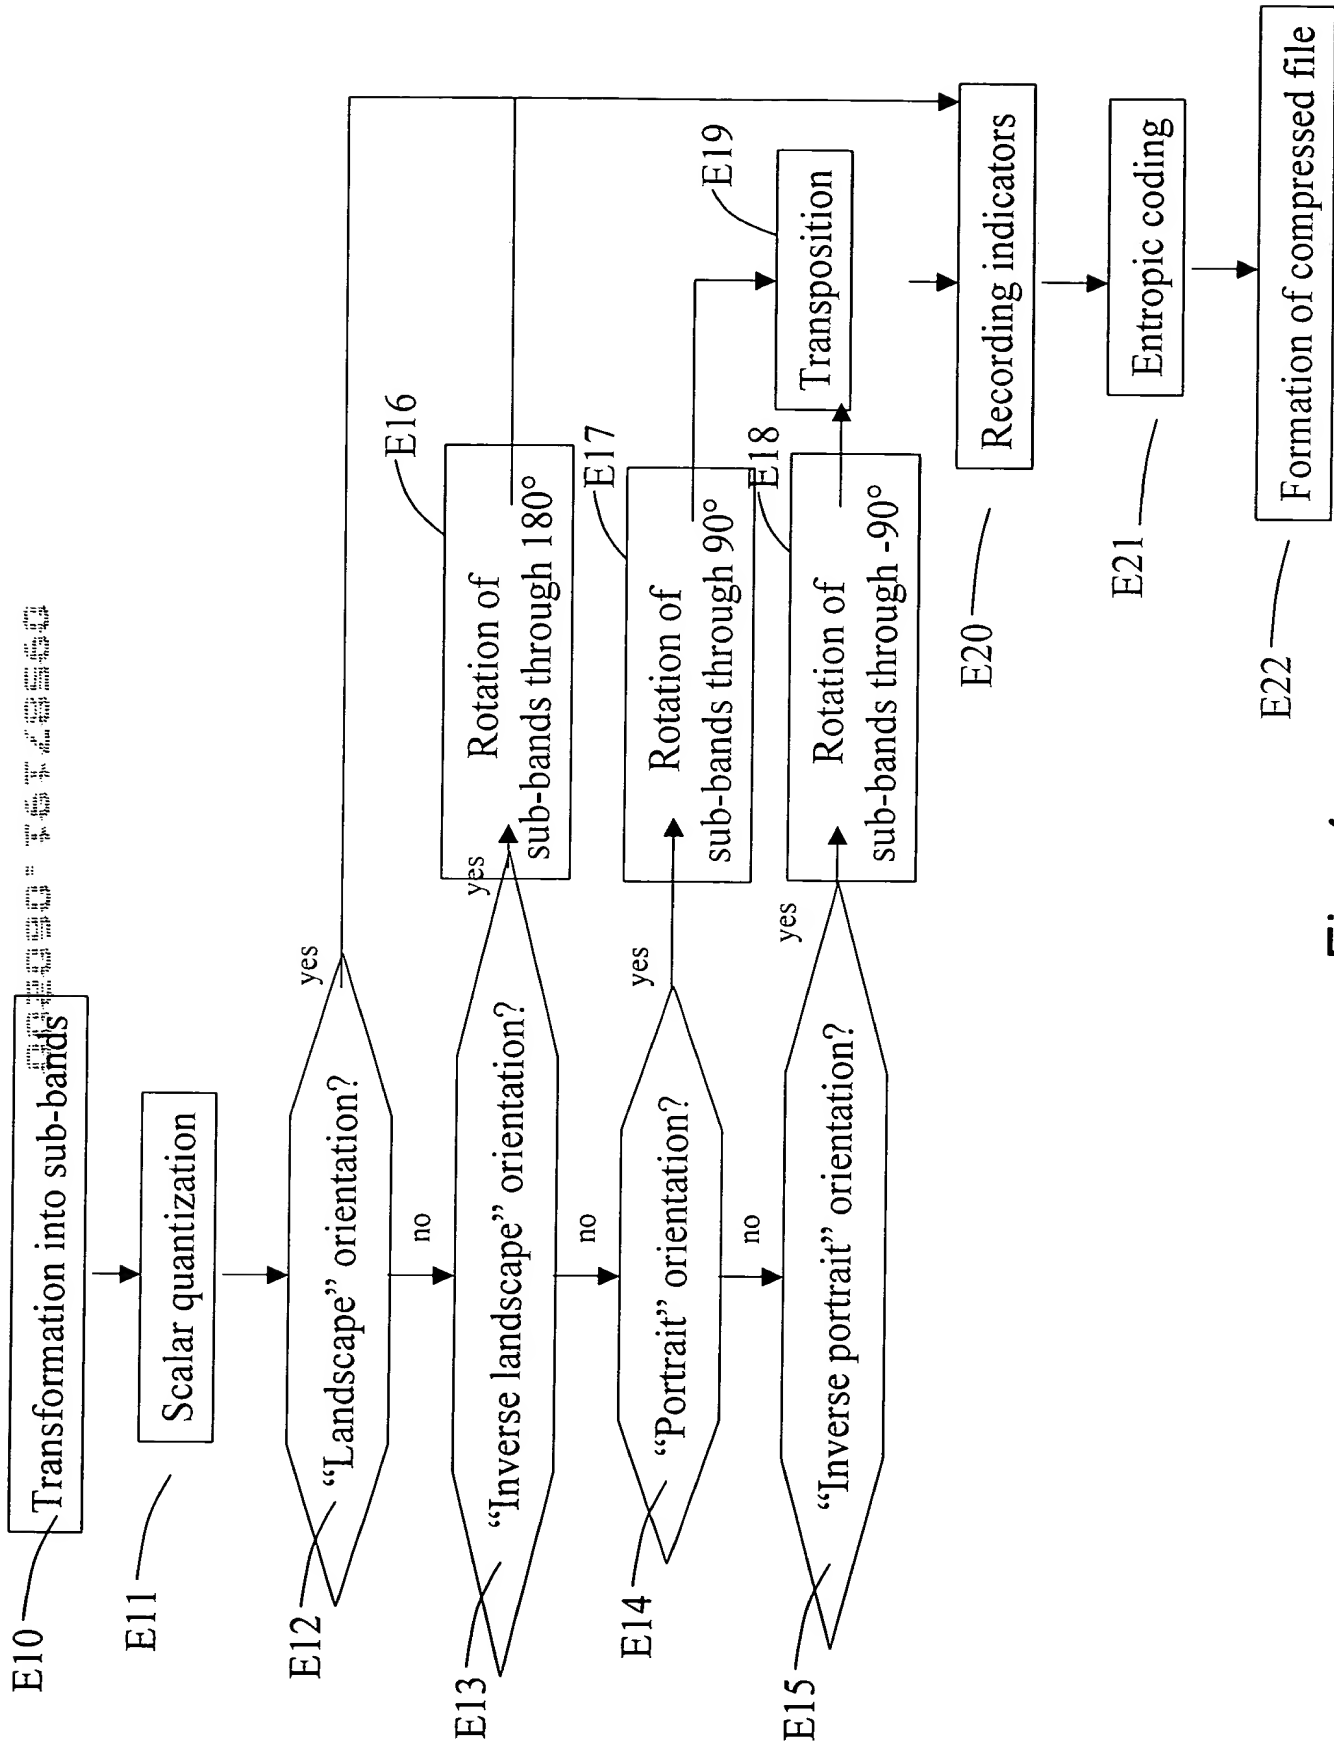 E10
Transformation into sub-bands
E11
Scalar quantization
E12
“Landscape” orientation?
yes
no
E13
“Inverse landscape” orientation?
yes
E16
Rotation of
sub-bands through 180°
no
E14
“Portrait” orientation?
yes
E17
Rotation of
sub-bands through 90°
no
E15
“Inverse portrait” orientation?
yes
E18
Rotation of
sub-bands through -90°
E19
Transposition
E20
Recording indicators
E21
Entropic coding
E22
Formation of compressed file